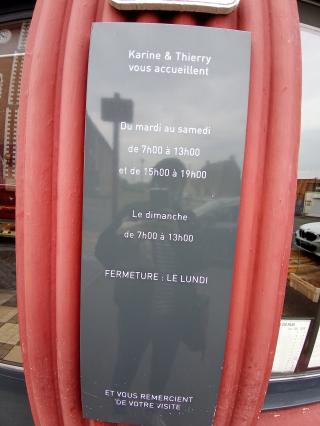 Karine & Thierry
vous accueillent
Du mardi au samedi
de 7h00 à 13h00
et de 15h00 à 19h00
Le dimanche
de 7h00 à 13h00
FERMETURE : LE LUNDI
ET VOUS REMERCIENT
DE VOTRE VISITE